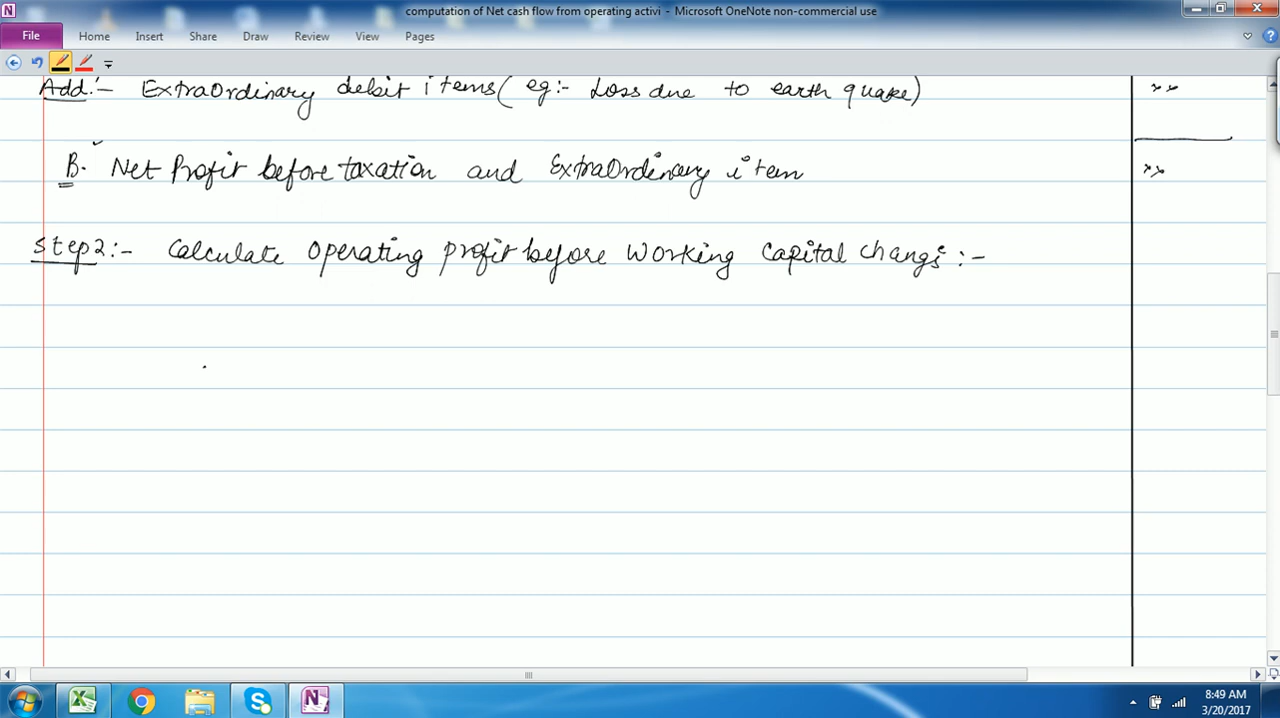 computation of Net cash flow from operating activi - Microsoft OneNote non-commercial use
File Home Insert Share Draw Review View Pages
Add:- ExtraOrdinary debit items (eg:- Loss due to earth quake) xx
B. Net Profit before taxation and ExtraOrdinary item xx
Step2:- Calculate Operating profit before Working Capital changs :-
8:49 AM
3/20/2017